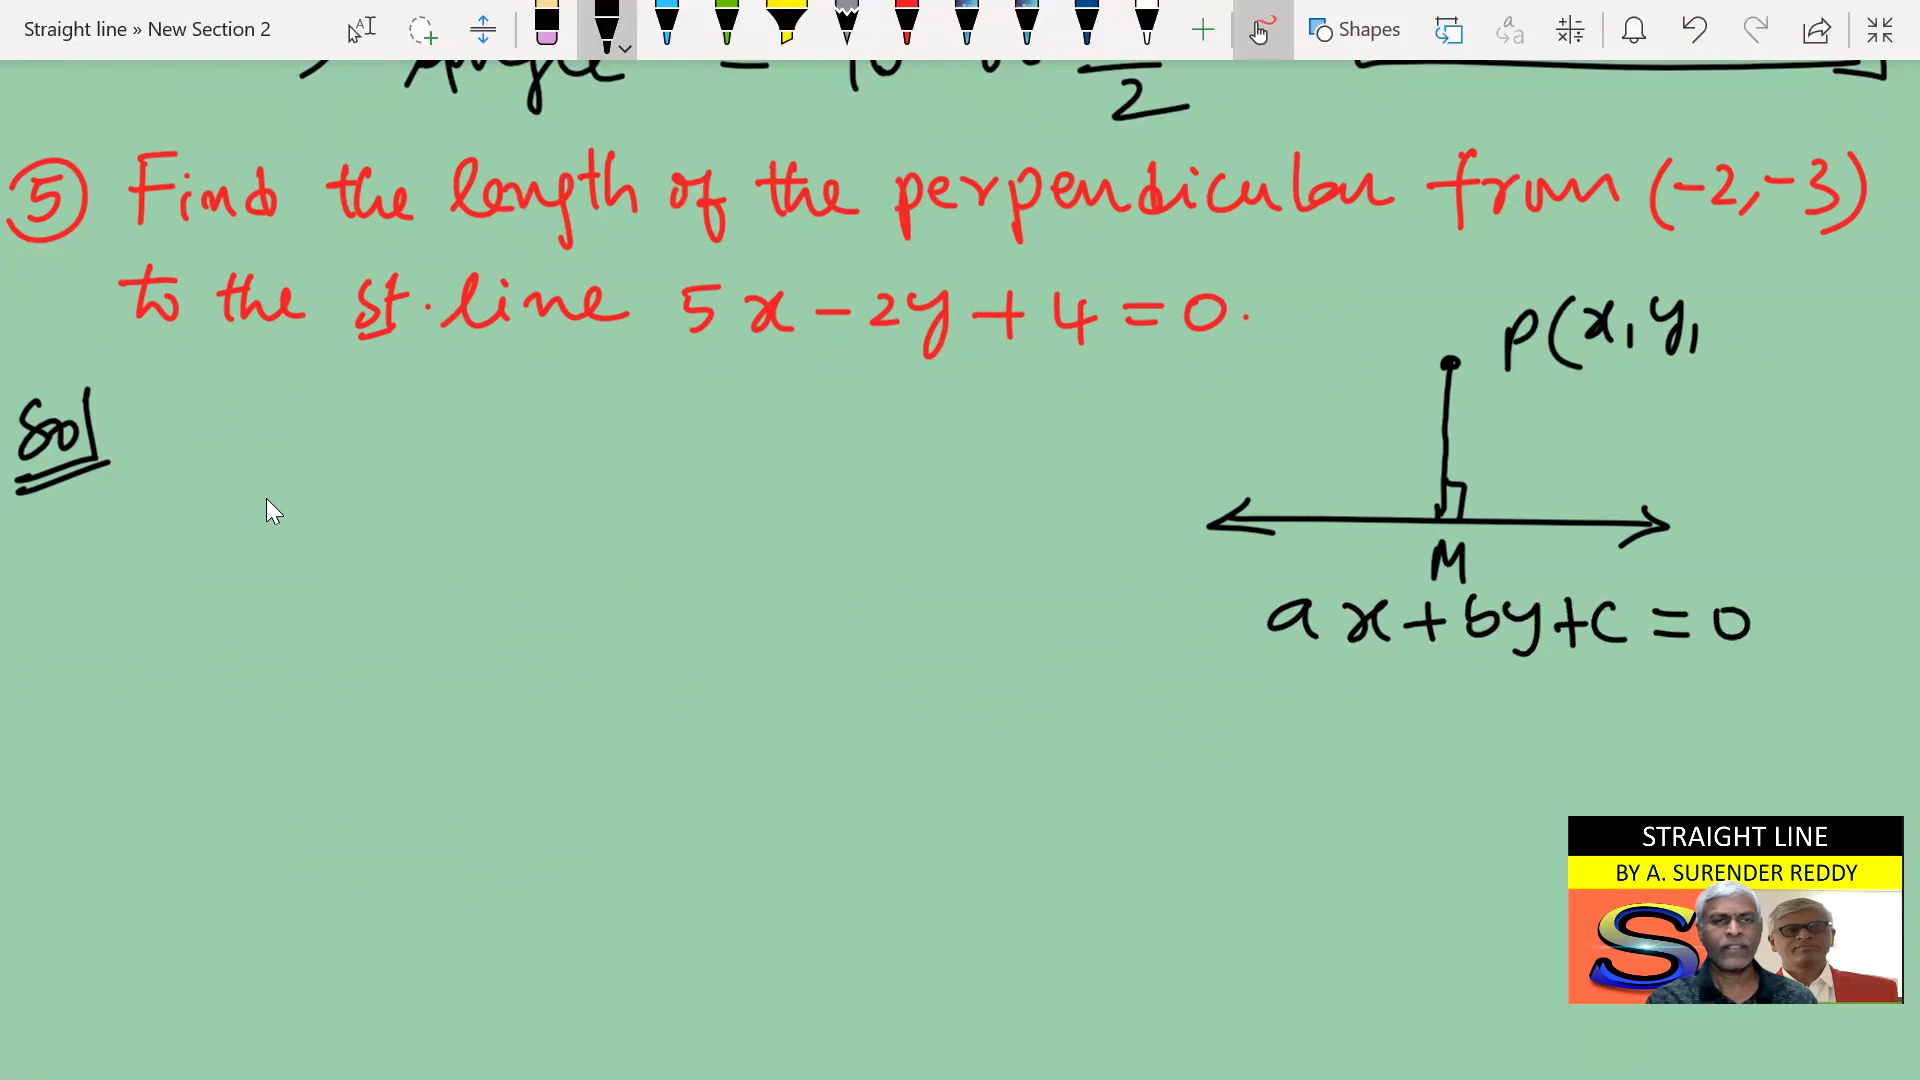 Straight line » New Section 2
Shapes
2
⑤ Find the length of the perpendicular from (-2,-3)
to the st. line 5x-2y+4=0.
P(x₁ y₁
Sol
M
ax+by+c=0
STRAIGHT LINE
BY A. SURENDER REDDY
S